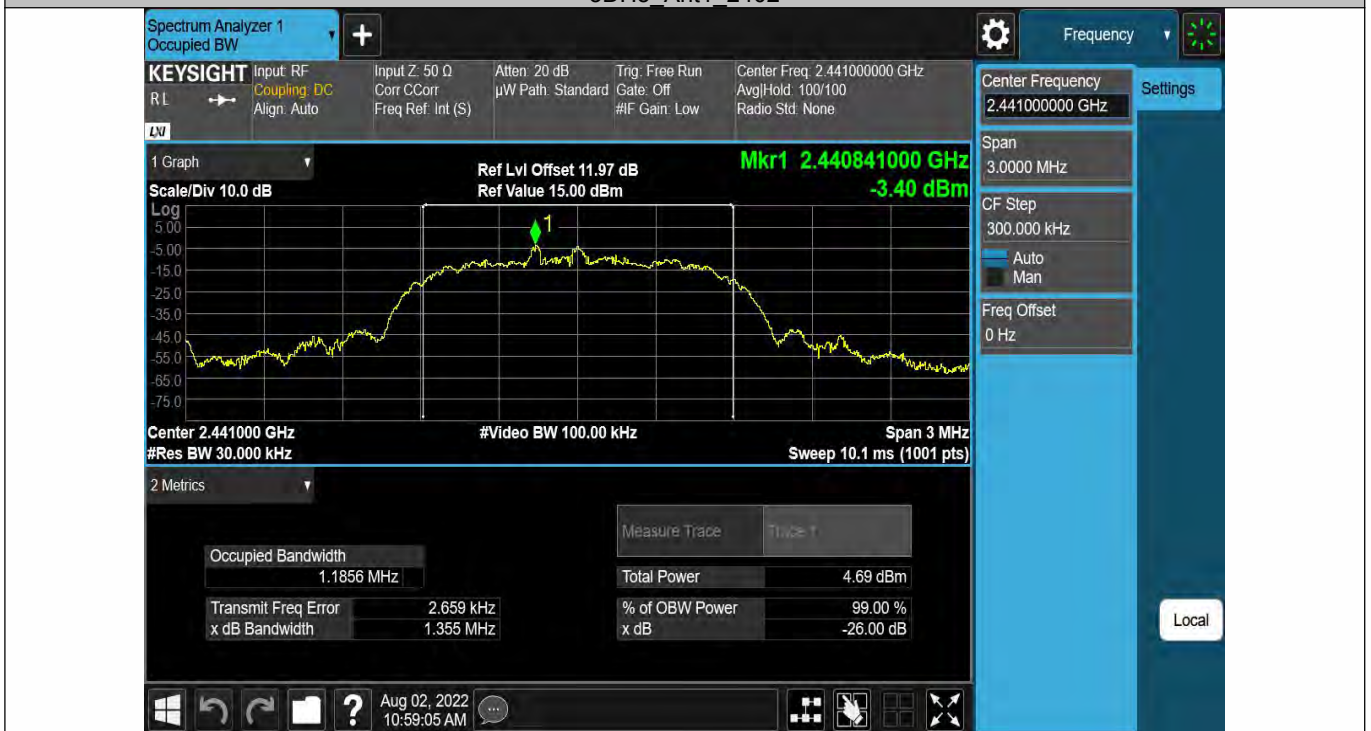 Spectrum Analyzer 1
Occupied BW
Frequency
KEYSIGHT
RL
LXI
Input: RF
Coupling: DC
Align: Auto
Input Z: 50 Ω
Corr CCorr
Freq Ref: Int (S)
Atten: 20 dB
µW Path: Standard
Trig: Free Run
Gate: Off
#IF Gain: Low
Center Freq: 2.441000000 GHz
Avg|Hold: 100/100
Radio Std: None
Center Frequency
2.441000000 GHz
Settings
Span
3.0000 MHz
CF Step
300.000 kHz
Auto
Man
Freq Offset
0 Hz
1 Graph
Scale/Div 10.0 dB
Ref Lvl Offset 11.97 dB
Ref Value 15.00 dBm
Mkr1 2.440841000 GHz
-3.40 dBm
Log
5.00
-5.00
-15.0
-25.0
-35.0
-45.0
-55.0
-65.0
-75.0
1
Center 2.441000 GHz
#Res BW 30.000 kHz
#Video BW 100.00 kHz
Span 3 MHz
Sweep 10.1 ms (1001 pts)
2 Metrics
Measure Trace
Trace 1
Occupied Bandwidth
1.1856 MHz
Total Power 4.69 dBm
Transmit Freq Error 2.659 kHz
% of OBW Power 99.00 %
x dB Bandwidth 1.355 MHz
x dB -26.00 dB
Local
Aug 02, 2022
10:59:05 AM